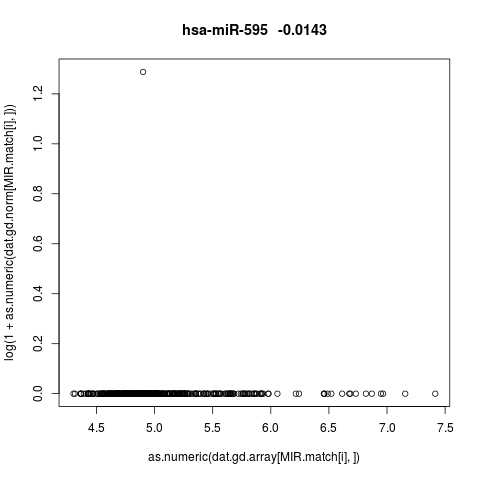 hsa-miR-595 -0.0143
log(1 + as.numeric(dat.gd.norm[MIR.match[i], ]))
1.2
1.0
0.8
0.6
0.4
0.2
0.0
4.5 5.0 5.5 6.0 6.5 7.0 7.5
as.numeric(dat.gd.array[MIR.match[i], ])